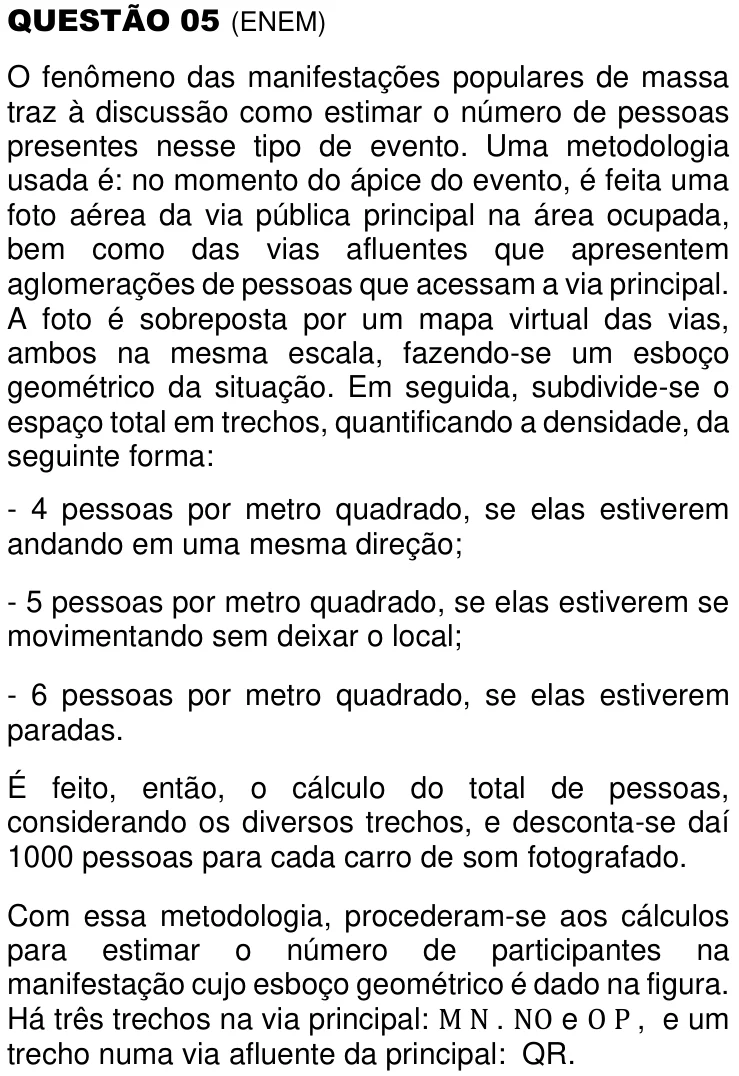 QUESTÃO 05 (ENEM)
O fenômeno das manifestações populares de massa
traz à discussão como estimar o número de pessoas
presentes nesse tipo de evento. Uma metodologia
usada é: no momento do ápice do evento, é feita uma
foto aérea da via pública principal na área ocupada,
bem como das vias afluentes que apresentem
aglomerações de pessoas que acessam a via principal.
A foto é sobreposta por um mapa virtual das vias,
ambos na mesma escala, fazendo-se um esboço
geométrico da situação. Em seguida, subdivide-se o
espaço total em trechos, quantificando a densidade, da
seguinte forma:
- 4 pessoas por metro quadrado, se elas estiverem
andando em uma mesma direção;
- 5 pessoas por metro quadrado, se elas estiverem se
movimentando sem deixar o local;
- 6 pessoas por metro quadrado, se elas estiverem
paradas.
É feito, então, o cálculo do total de pessoas,
considerando os diversos trechos, e desconta-se daí
1000 pessoas para cada carro de som fotografado.
Com essa metodologia, procederam-se aos cálculos
para estimar o número de participantes na
manifestação cujo esboço geométrico é dado na figura.
Há três trechos na via principal: M N . NO e O P , e um
trecho numa via afluente da principal: QR.